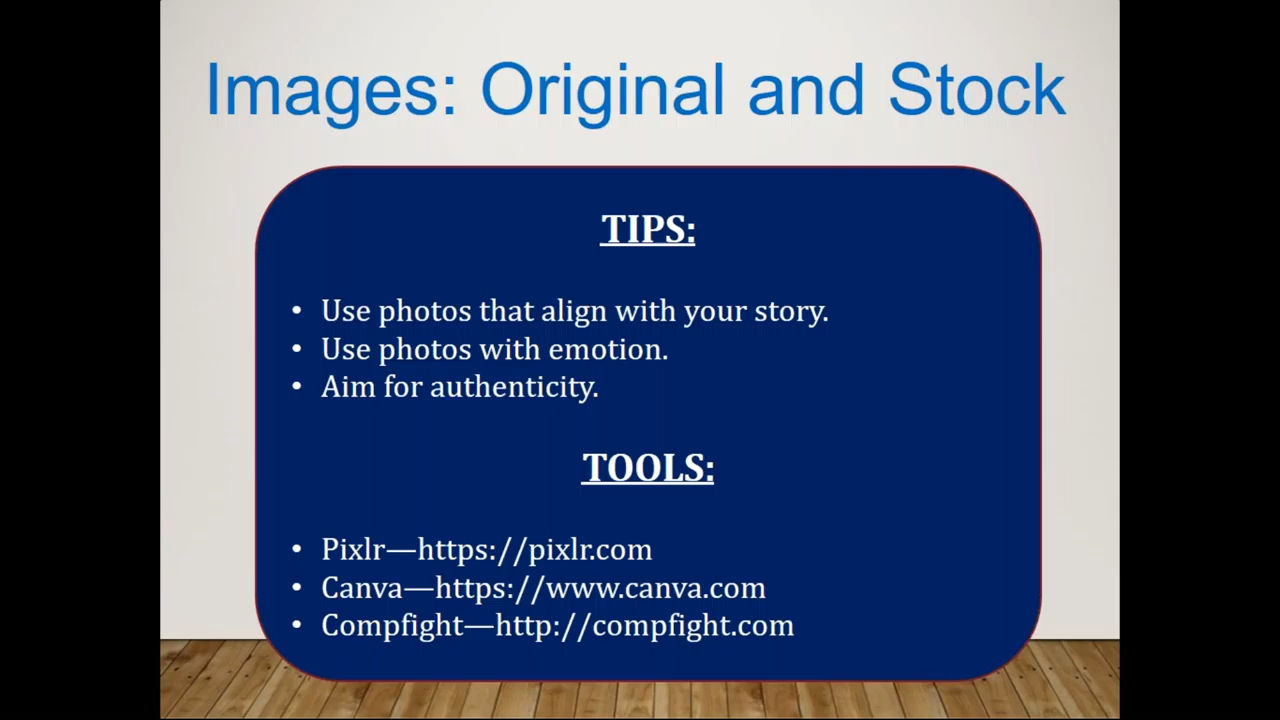 Images: Original and Stock
TIPS:
• Use photos that align with your story.
• Use photos with emotion.
• Aim for authenticity.
TOOLS:
• Pixlr—https://pixlr.com
• Canva—https://www.canva.com
• Compfight—http://compfight.com